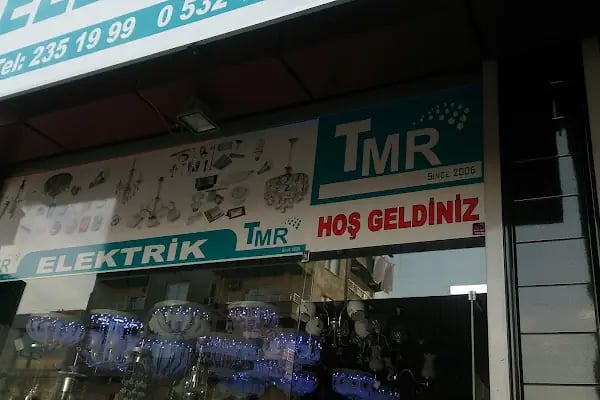 Tel: 235 19 99 0 532
TMR
SINCE 2006
HOŞ GELDİNİZ
ELEKTRİK
TMR